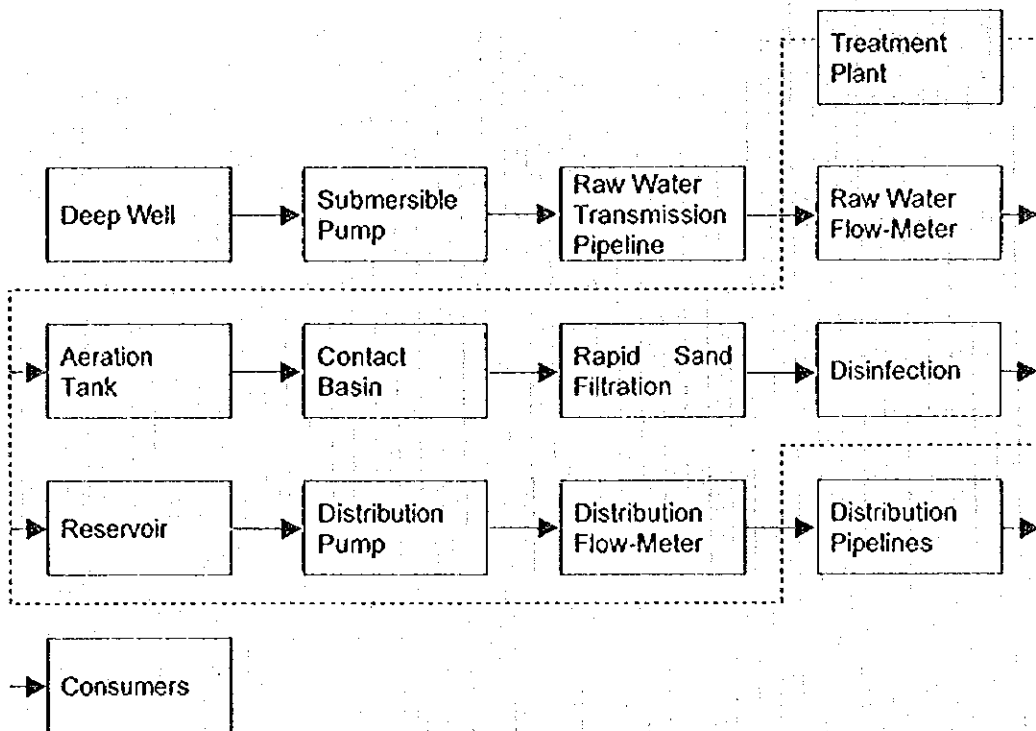 Treatment
Plant
Deep Well
Submersible
Pump
Raw Water
Transmission
Pipeline
Raw Water
Flow-Meter
Aeration
Tank
Contact
Basin
Rapid Sand
Filtration
Disinfection
Reservoir
Distribution
Pump
Distribution
Flow-Meter
Distribution
Pipelines
Consumers